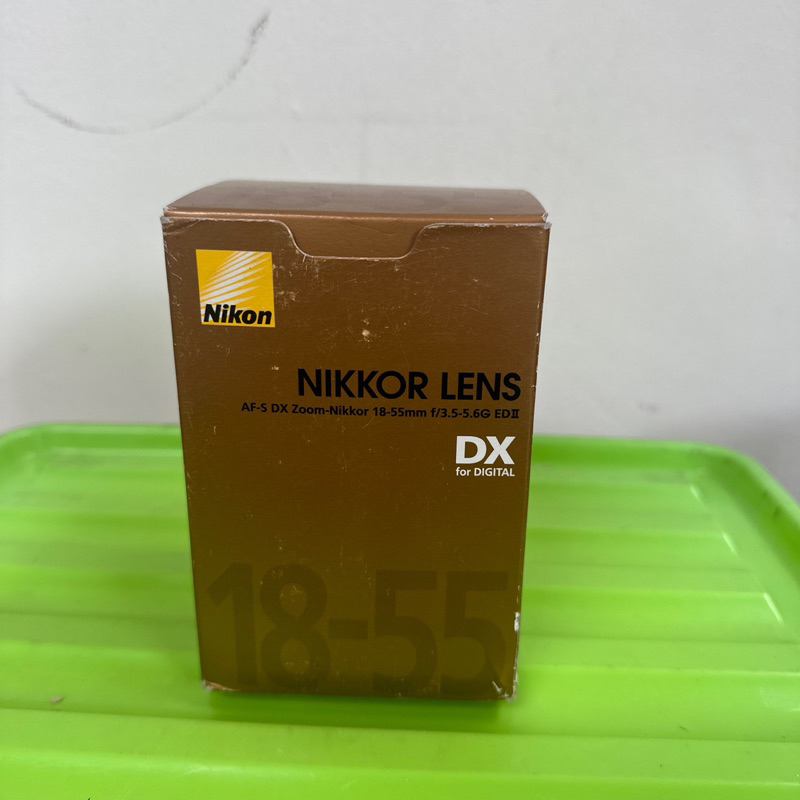 Nikon
NIKKOR LENS
AF-S DX Zoom-Nikkor 18-55mm f/3.5-5.6G EDⅡ
DX
for DIGITAL
18-55